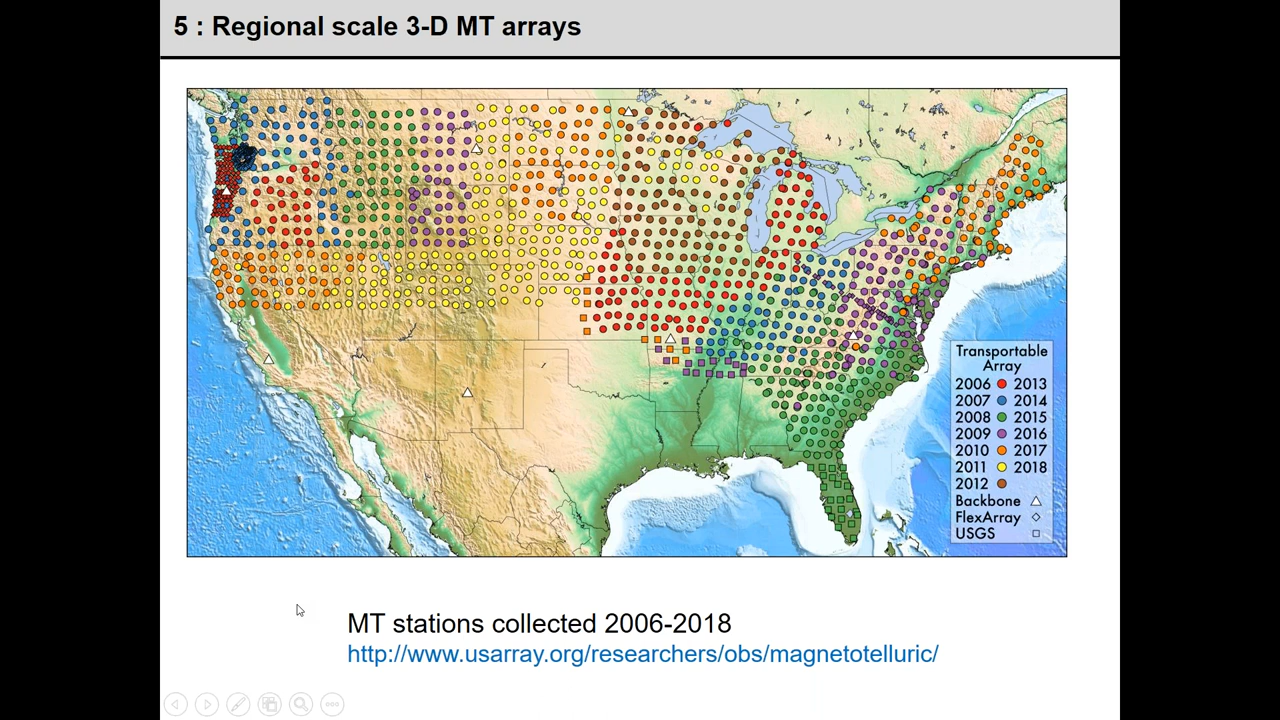 5 : Regional scale 3-D MT arrays
Transportable
Array
2006 2013
2007 2014
2008 2015
2009 2016
2010 2017
2011 2018
2012
Backbone
FlexArray
USGS
MT stations collected 2006-2018
http://www.usarray.org/researchers/obs/magnetotelluric/